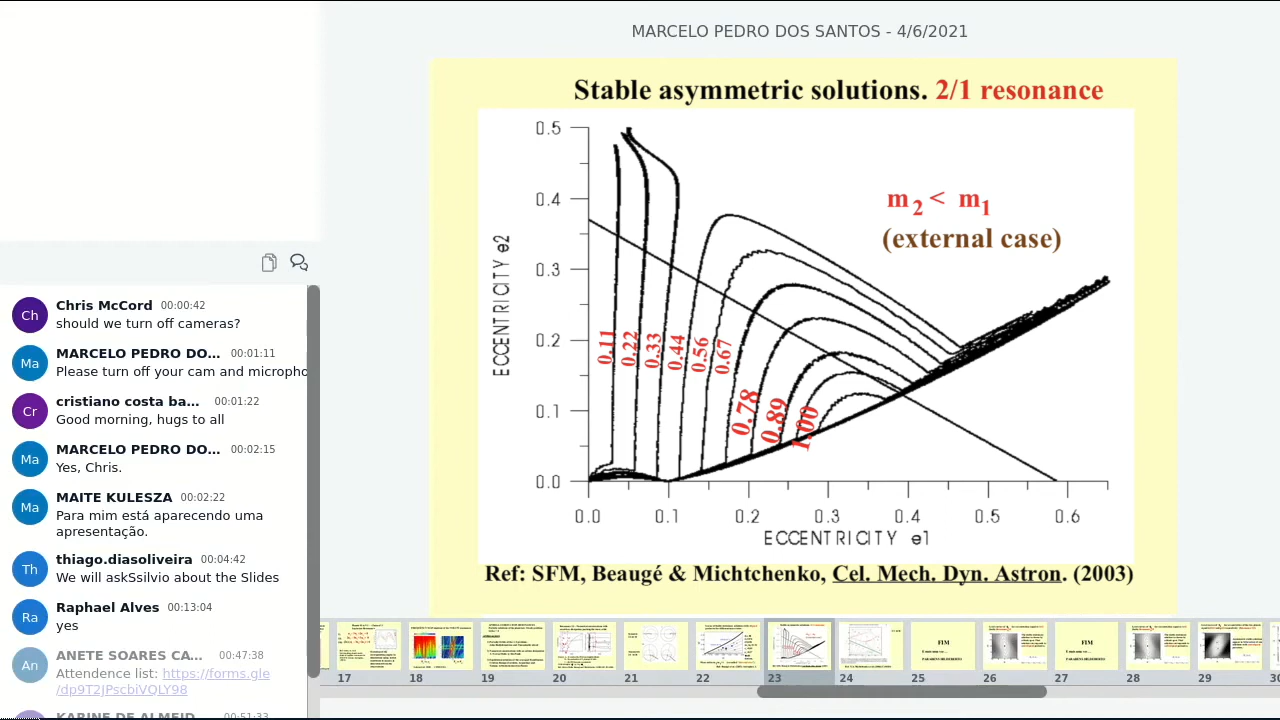 MARCELO PEDRO DOS SANTOS - 4/6/2021
Chris McCord 00:00:42
should we turn off cameras?
MARCELO PEDRO DO... 00:01:11
Please turn off your cam and micropho
cristiano costa ba... 00:01:22
Good morning, hugs to all
MARCELO PEDRO DO... 00:02:15
Yes, Chris.
MAITE KULESZA 00:02:22
Para mim está aparecendo uma
apresentação.
thiago.diasoliveira 00:04:42
We will askSsilvio about the Slides
Raphael Alves 00:13:04
yes
ANETE SOARES CA... 00:47:38
Attendence list: https://forms.gle
/dp9T2JPscbiVQLY98
KARINE DE ALMEID... 00:51:33
Ch
Ma
Cr
Ma
Ma
Th
Ra
An
Stable asymmetric solutions. 2/1 resonance
m2 < m1
(external case)
ECCENTRICITY e2
0.5
0.4
0.3
0.2
0.1
0.0
0.11
0.22
0.33
0.44
0.56
0.67
0.78
0.89
1.00
0.0 0.1 0.2 0.3 0.4 0.5 0.6
ECCENTRICITY e1
Ref: SFM, Beaugé & Michtchenko, Cel. Mech. Dyn. Astron. (2003)
FIM
FIM
17 18 19 20 21 22 23 24 25 26 27 28 29 30